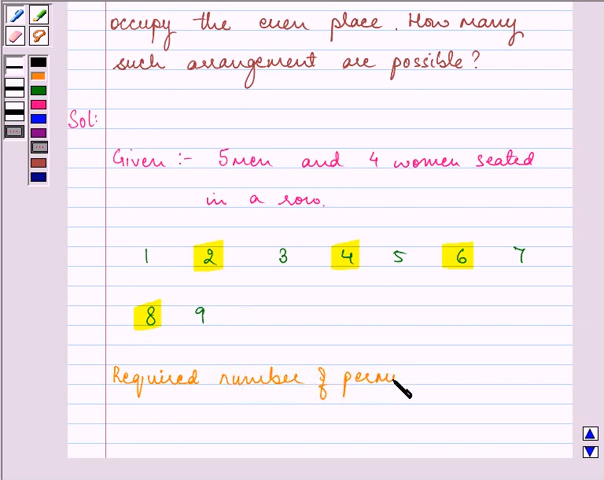 occupy the even place. How many
such arrangement are possible?
Sol:
Given :- 5 Men and 4 women seated
in a row.
1 2 3 4 5 6 7
8 9
Required number of permu